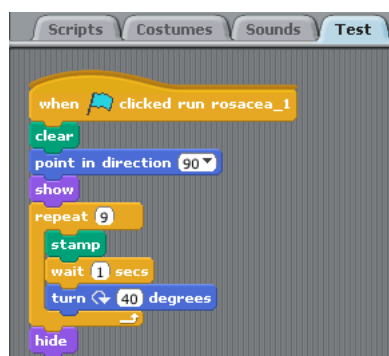 Scripts Costumes Sounds Test
when clicked run rosacea_1
clear
point in direction 90
show
repeat 9
stamp
wait 1 secs
turn 40 degrees
hide